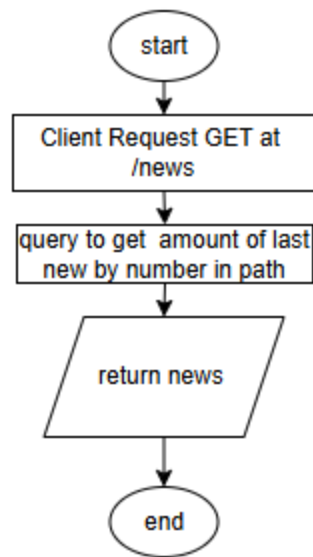 start
Client Request GET at
/news
query to get amount of last
new by number in path
return news
end